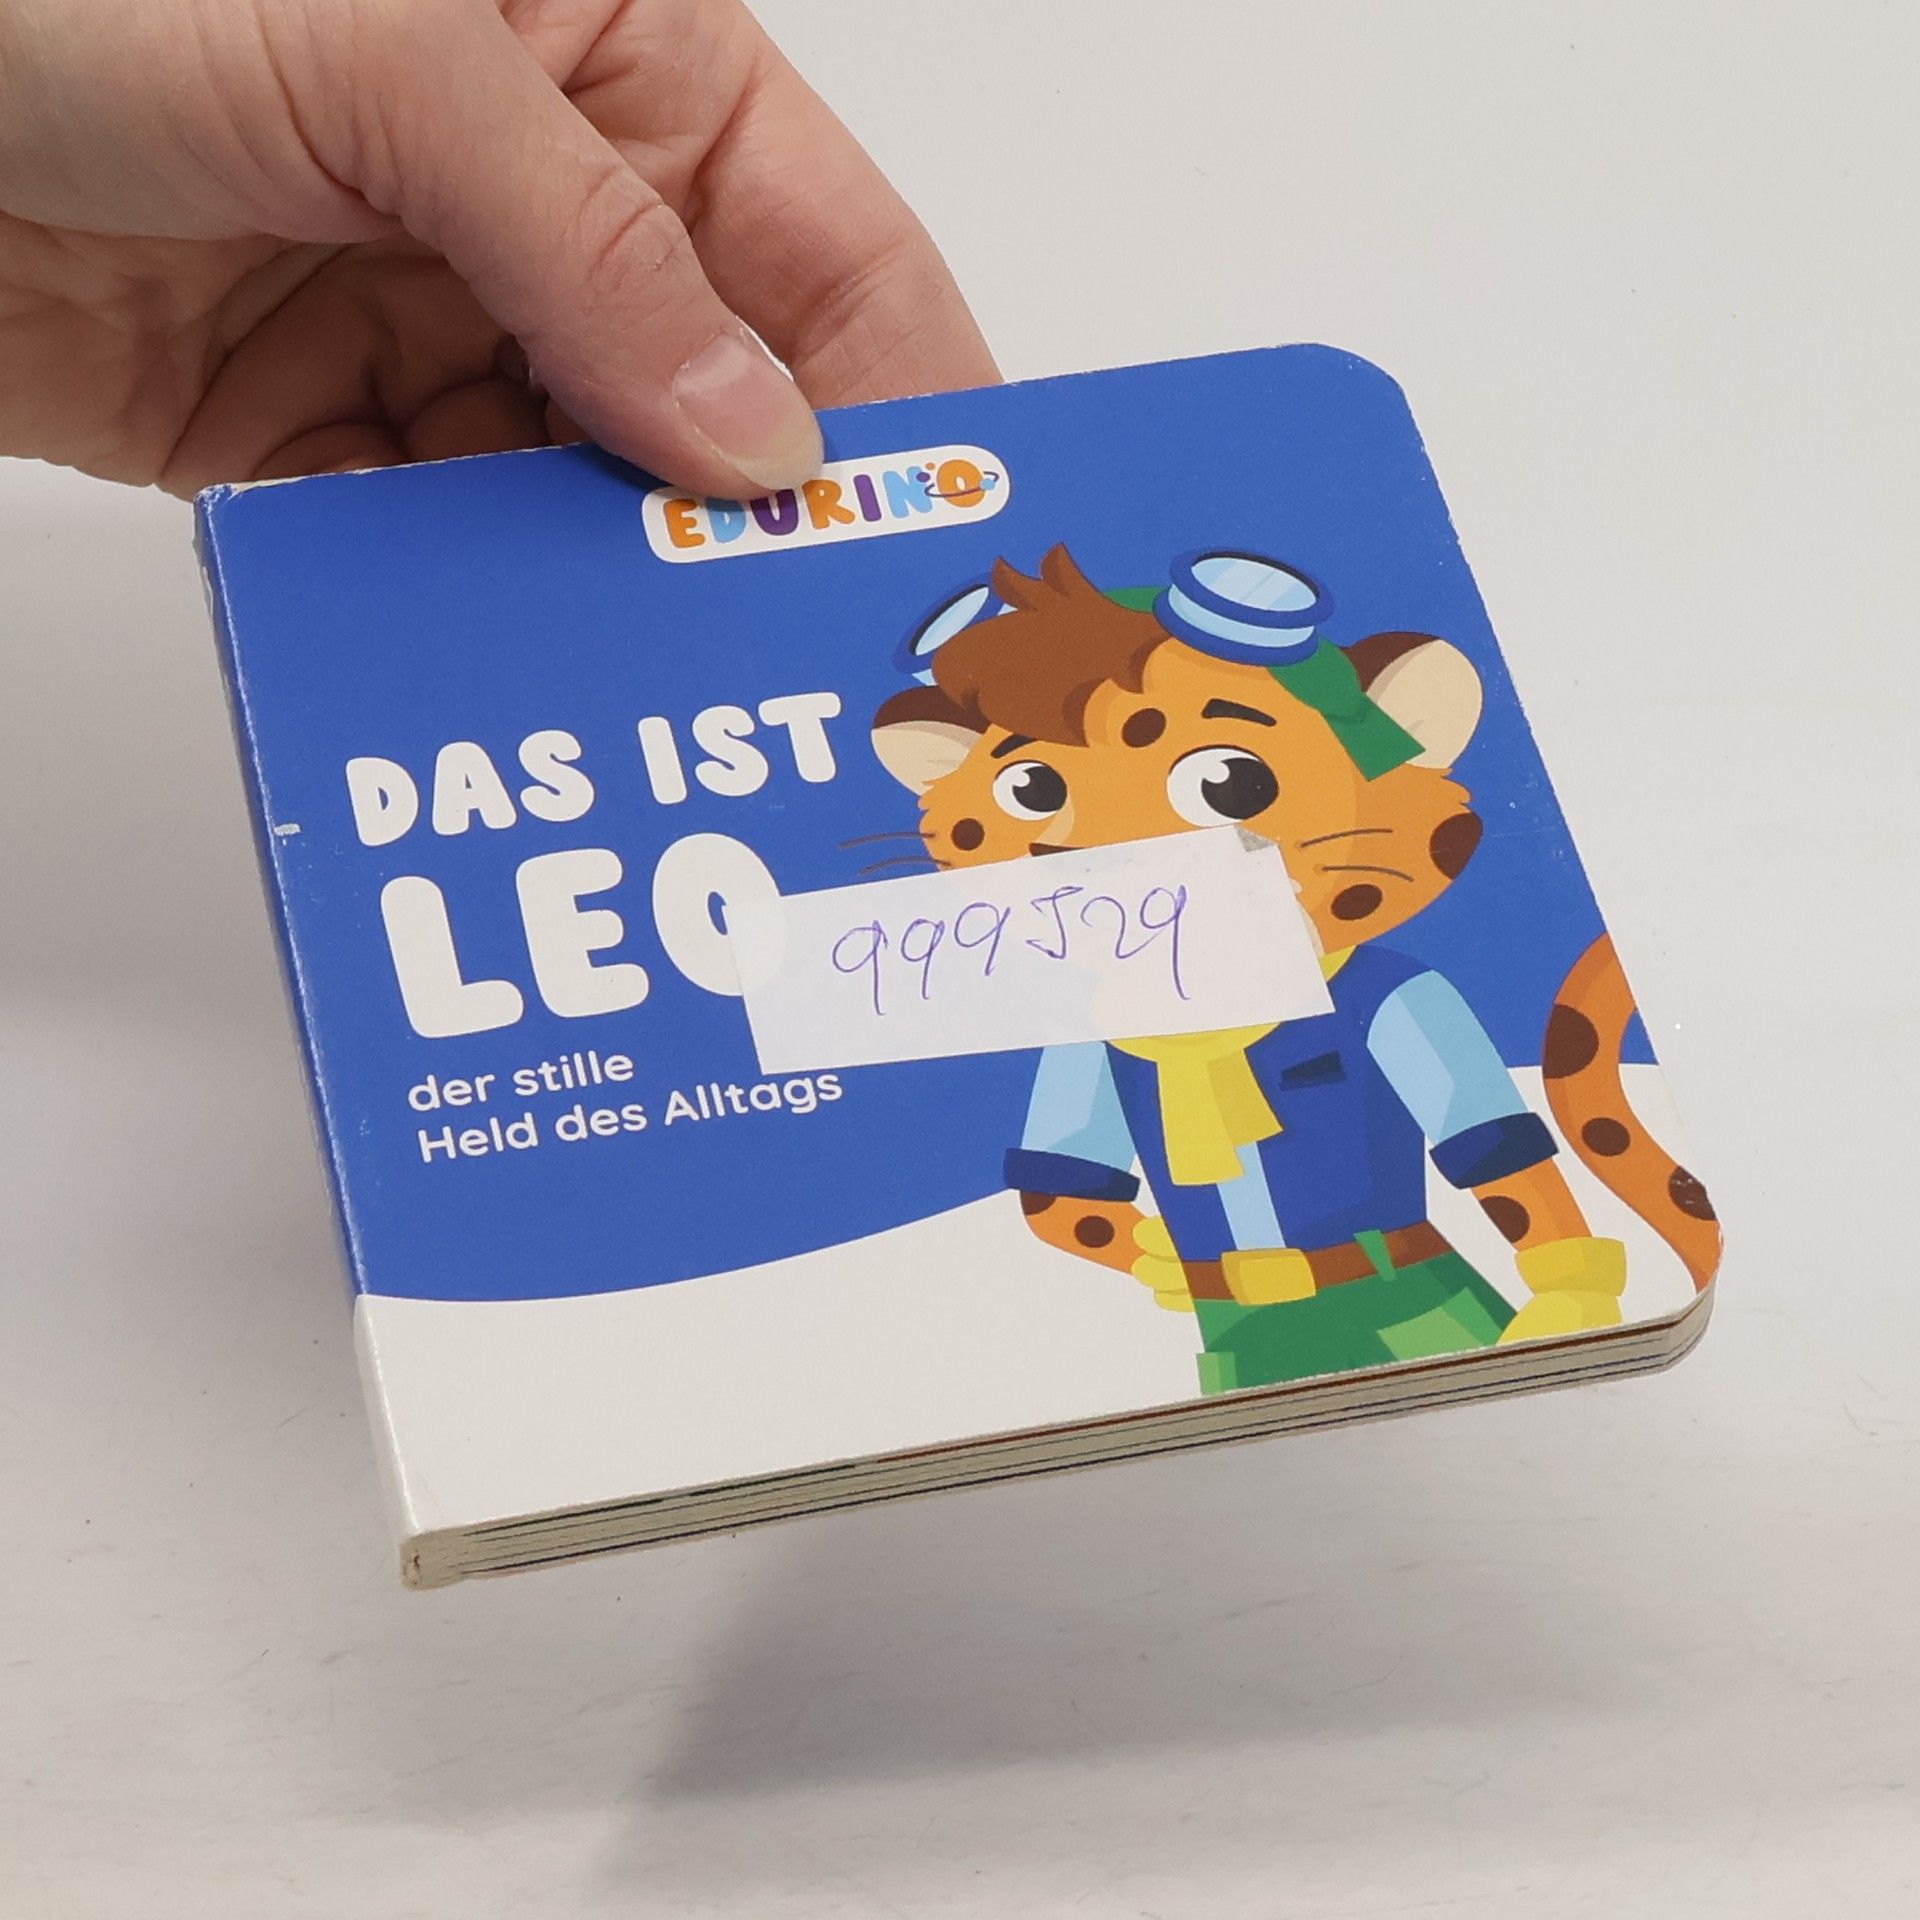 EDURINO
DAS IST
LEO
999529
der stille
Held des Alltags